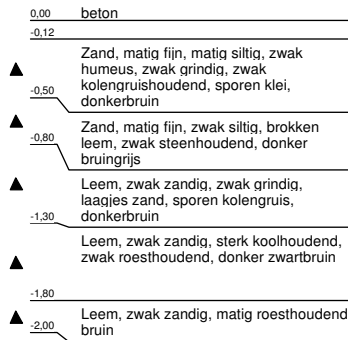 0,00 beton
-0,12
Zand, matig fijn, matig siltig, zwak
humeus, zwak grindig, zwak
kolengruishoudend, sporen klei,
-0,50 donkerbruin
Zand, matig fijn, zwak siltig, brokken
-0,80 leem, zwak steenhoudend, donker
bruingrijs
Leem, zwak zandig, zwak grindig,
laagjes zand, sporen kolengruis,
-1,30 donkerbruin
Leem, zwak zandig, sterk koolhoudend,
zwak roesthoudend, donker zwartbruin
-1,80
Leem, zwak zandig, matig roesthoudend
-2,00 bruin